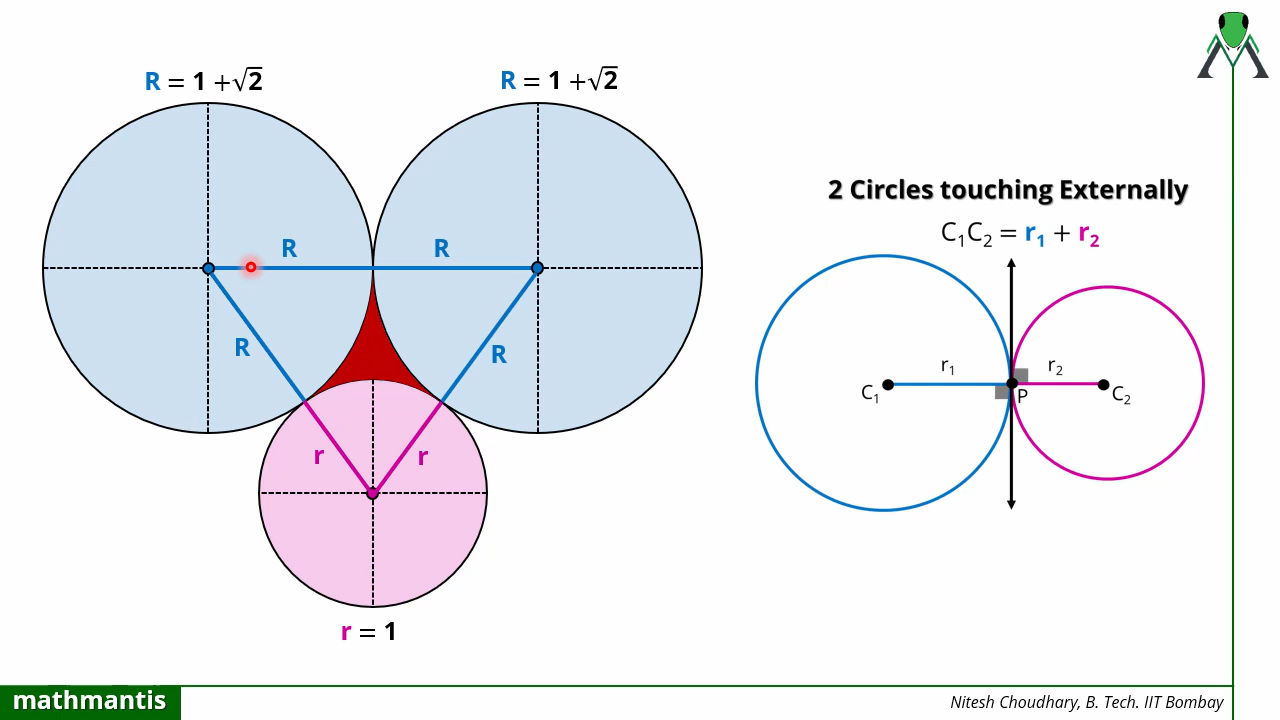 R = 1 +√2
R = 1 +√2
R
R
R
R
r
r
r = 1
2 Circles touching Externally
C₁C₂ = r₁ + r₂
r₁
r₂
C₁
P
C₂
mathmantis
Nitesh Choudhary, B. Tech. IIT Bombay